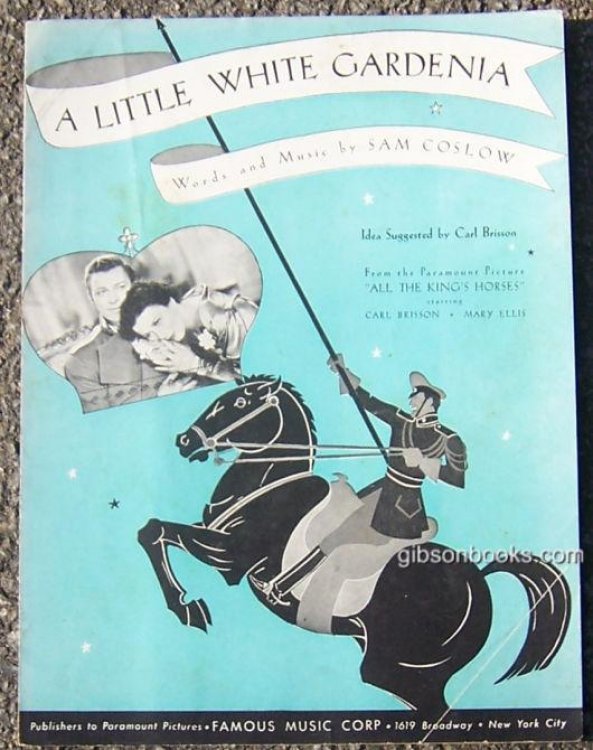 A LITTLE WHITE GARDENIA
Words and Music by SAM COSLOW
Idea Suggested by Carl Brisson
From the Paramount Picture
"ALL THE KING'S HORSES"
starring
CARL BRISSON • MARY ELLIS
gibsonbooks.com
Publishers to Paramount Pictures • FAMOUS MUSIC CORP • 1619 Broadway • New York City